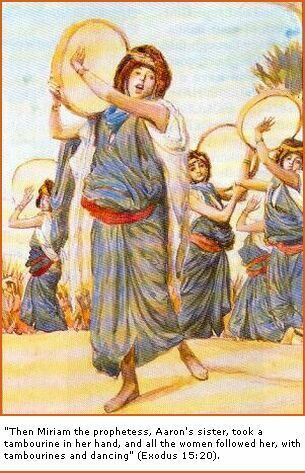 "Then Miriam the prophetess, Aaron's sister, took a
tambourine in her hand, and all the women followed her, with
tambourines and dancing" (Exodus 15:20).